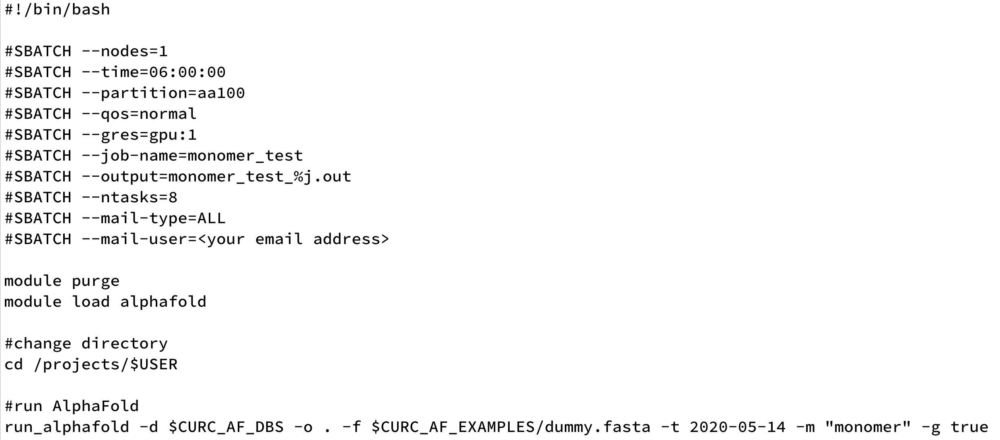 #!/bin/bash
#SBATCH --nodes=1
#SBATCH --time=06:00:00
#SBATCH --partition=aa100
#SBATCH --qos=normal
#SBATCH --gres=gpu:1
#SBATCH --job-name=monomer_test
#SBATCH --output=monomer_test_%j.out
#SBATCH --ntasks=8
#SBATCH --mail-type=ALL
#SBATCH --mail-user=<your email address>
module purge
module load alphafold
#change directory
cd /projects/$USER
#run AlphaFold
run_alphafold -d $CURC_AF_DBS -o . -f $CURC_AF_EXAMPLES/dummy.fasta -t 2020-05-14 -m "monomer" -g true